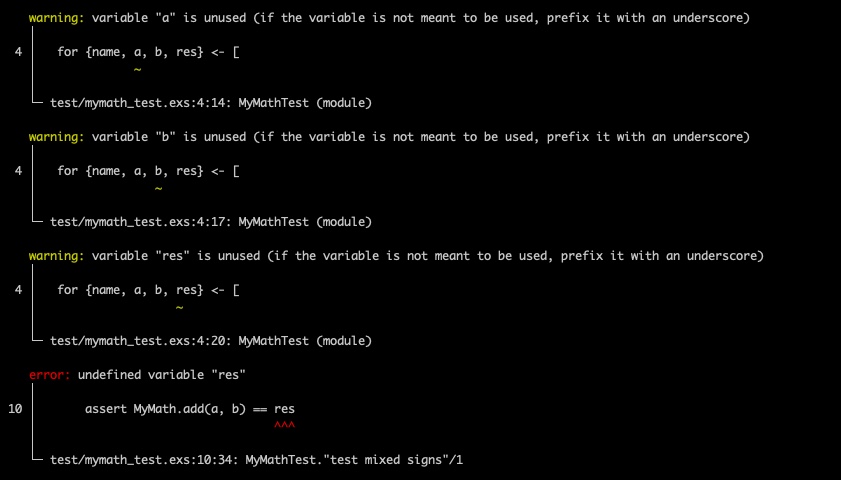 warning: variable "a" is unused (if the variable is not meant to be used, prefix it with an underscore)
4 │ for {name, a, b, res} <- [
~
└─ test/mymath_test.exs:4:14: MyMathTest (module)
warning: variable "b" is unused (if the variable is not meant to be used, prefix it with an underscore)
4 │ for {name, a, b, res} <- [
~
└─ test/mymath_test.exs:4:17: MyMathTest (module)
warning: variable "res" is unused (if the variable is not meant to be used, prefix it with an underscore)
4 │ for {name, a, b, res} <- [
~
└─ test/mymath_test.exs:4:20: MyMathTest (module)
error: undefined variable "res"
10 │ assert MyMath.add(a, b) == res
^^^
└─ test/mymath_test.exs:10:34: MyMathTest."test mixed signs"/1